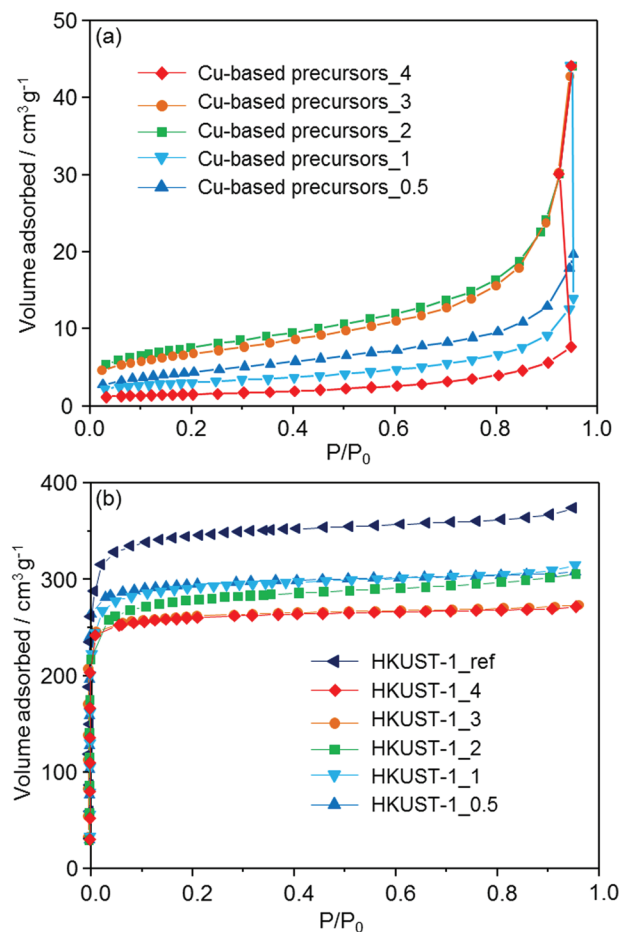 (a)
50
40
30
20
10
0
Volume adsorbed / cm³ g⁻¹
Cu-based precursors_4
Cu-based precursors_3
Cu-based precursors_2
Cu-based precursors_1
Cu-based precursors_0.5
0.0 0.2 0.4 0.6 0.8 1.0
P/P₀
(b)
400
300
200
100
0
Volume adsorbed / cm³ g⁻¹
HKUST-1_ref
HKUST-1_4
HKUST-1_3
HKUST-1_2
HKUST-1_1
HKUST-1_0.5
0.0 0.2 0.4 0.6 0.8 1.0
P/P₀